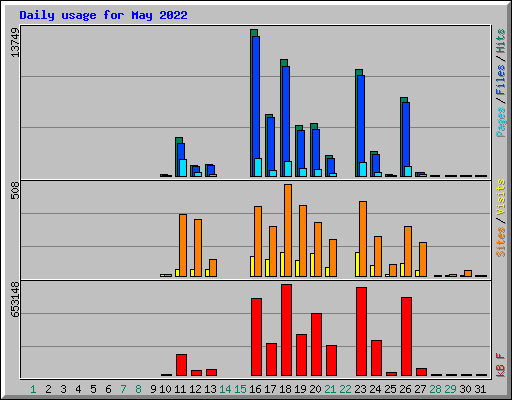 Daily usage for May 2022
13749
Pages / Files / Hits
508
Sites / Visits
653148
kB F
1 2 3 4 5 6 7 8 9 10 11 12 13 14 15 16 17 18 19 20 21 22 23 24 25 26 27 28 29 30 31